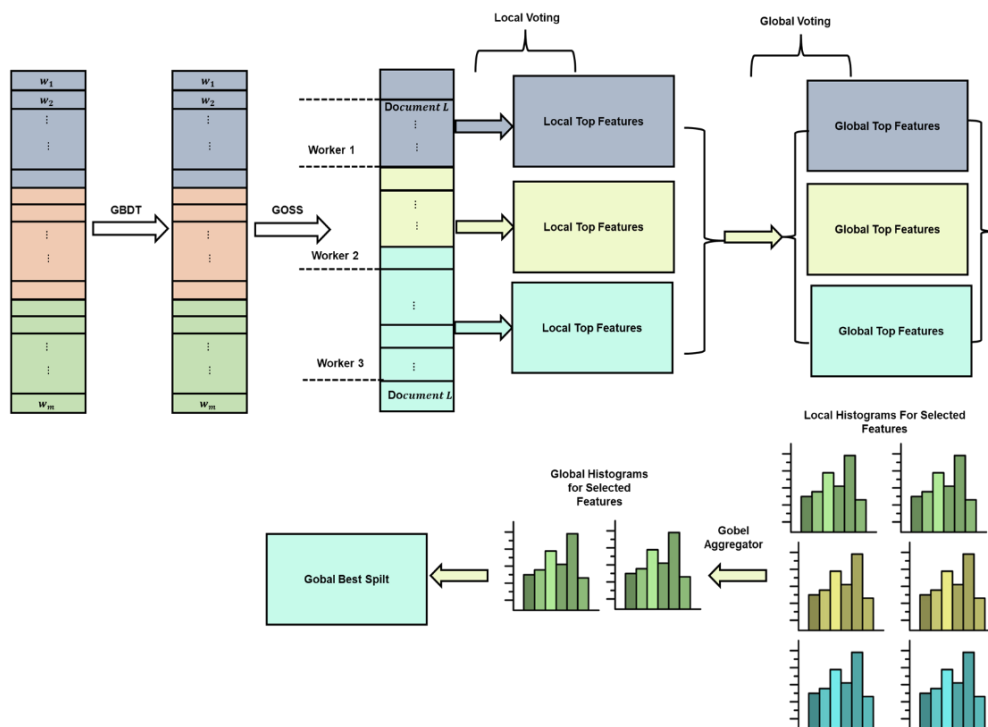 Local Voting
Global Voting
w₁
w₂
⋮
⋮
⋮
⋮
⋮
⋮
wₘ
GBDT
w₁
w₂
⋮
⋮
⋮
⋮
⋮
⋮
wₘ
GOSS
Worker 1
Worker 2
Worker 3
Document L
⋮
⋮
⋮
⋮
⋮
⋮
Document L
Local Top Features
Local Top Features
Local Top Features
Global Top Features
Global Top Features
Global Top Features
Local Histograms For Selected
Features
Global Histograms
for Selected
Features
Gobel
Aggregator
Gobal Best Spilt